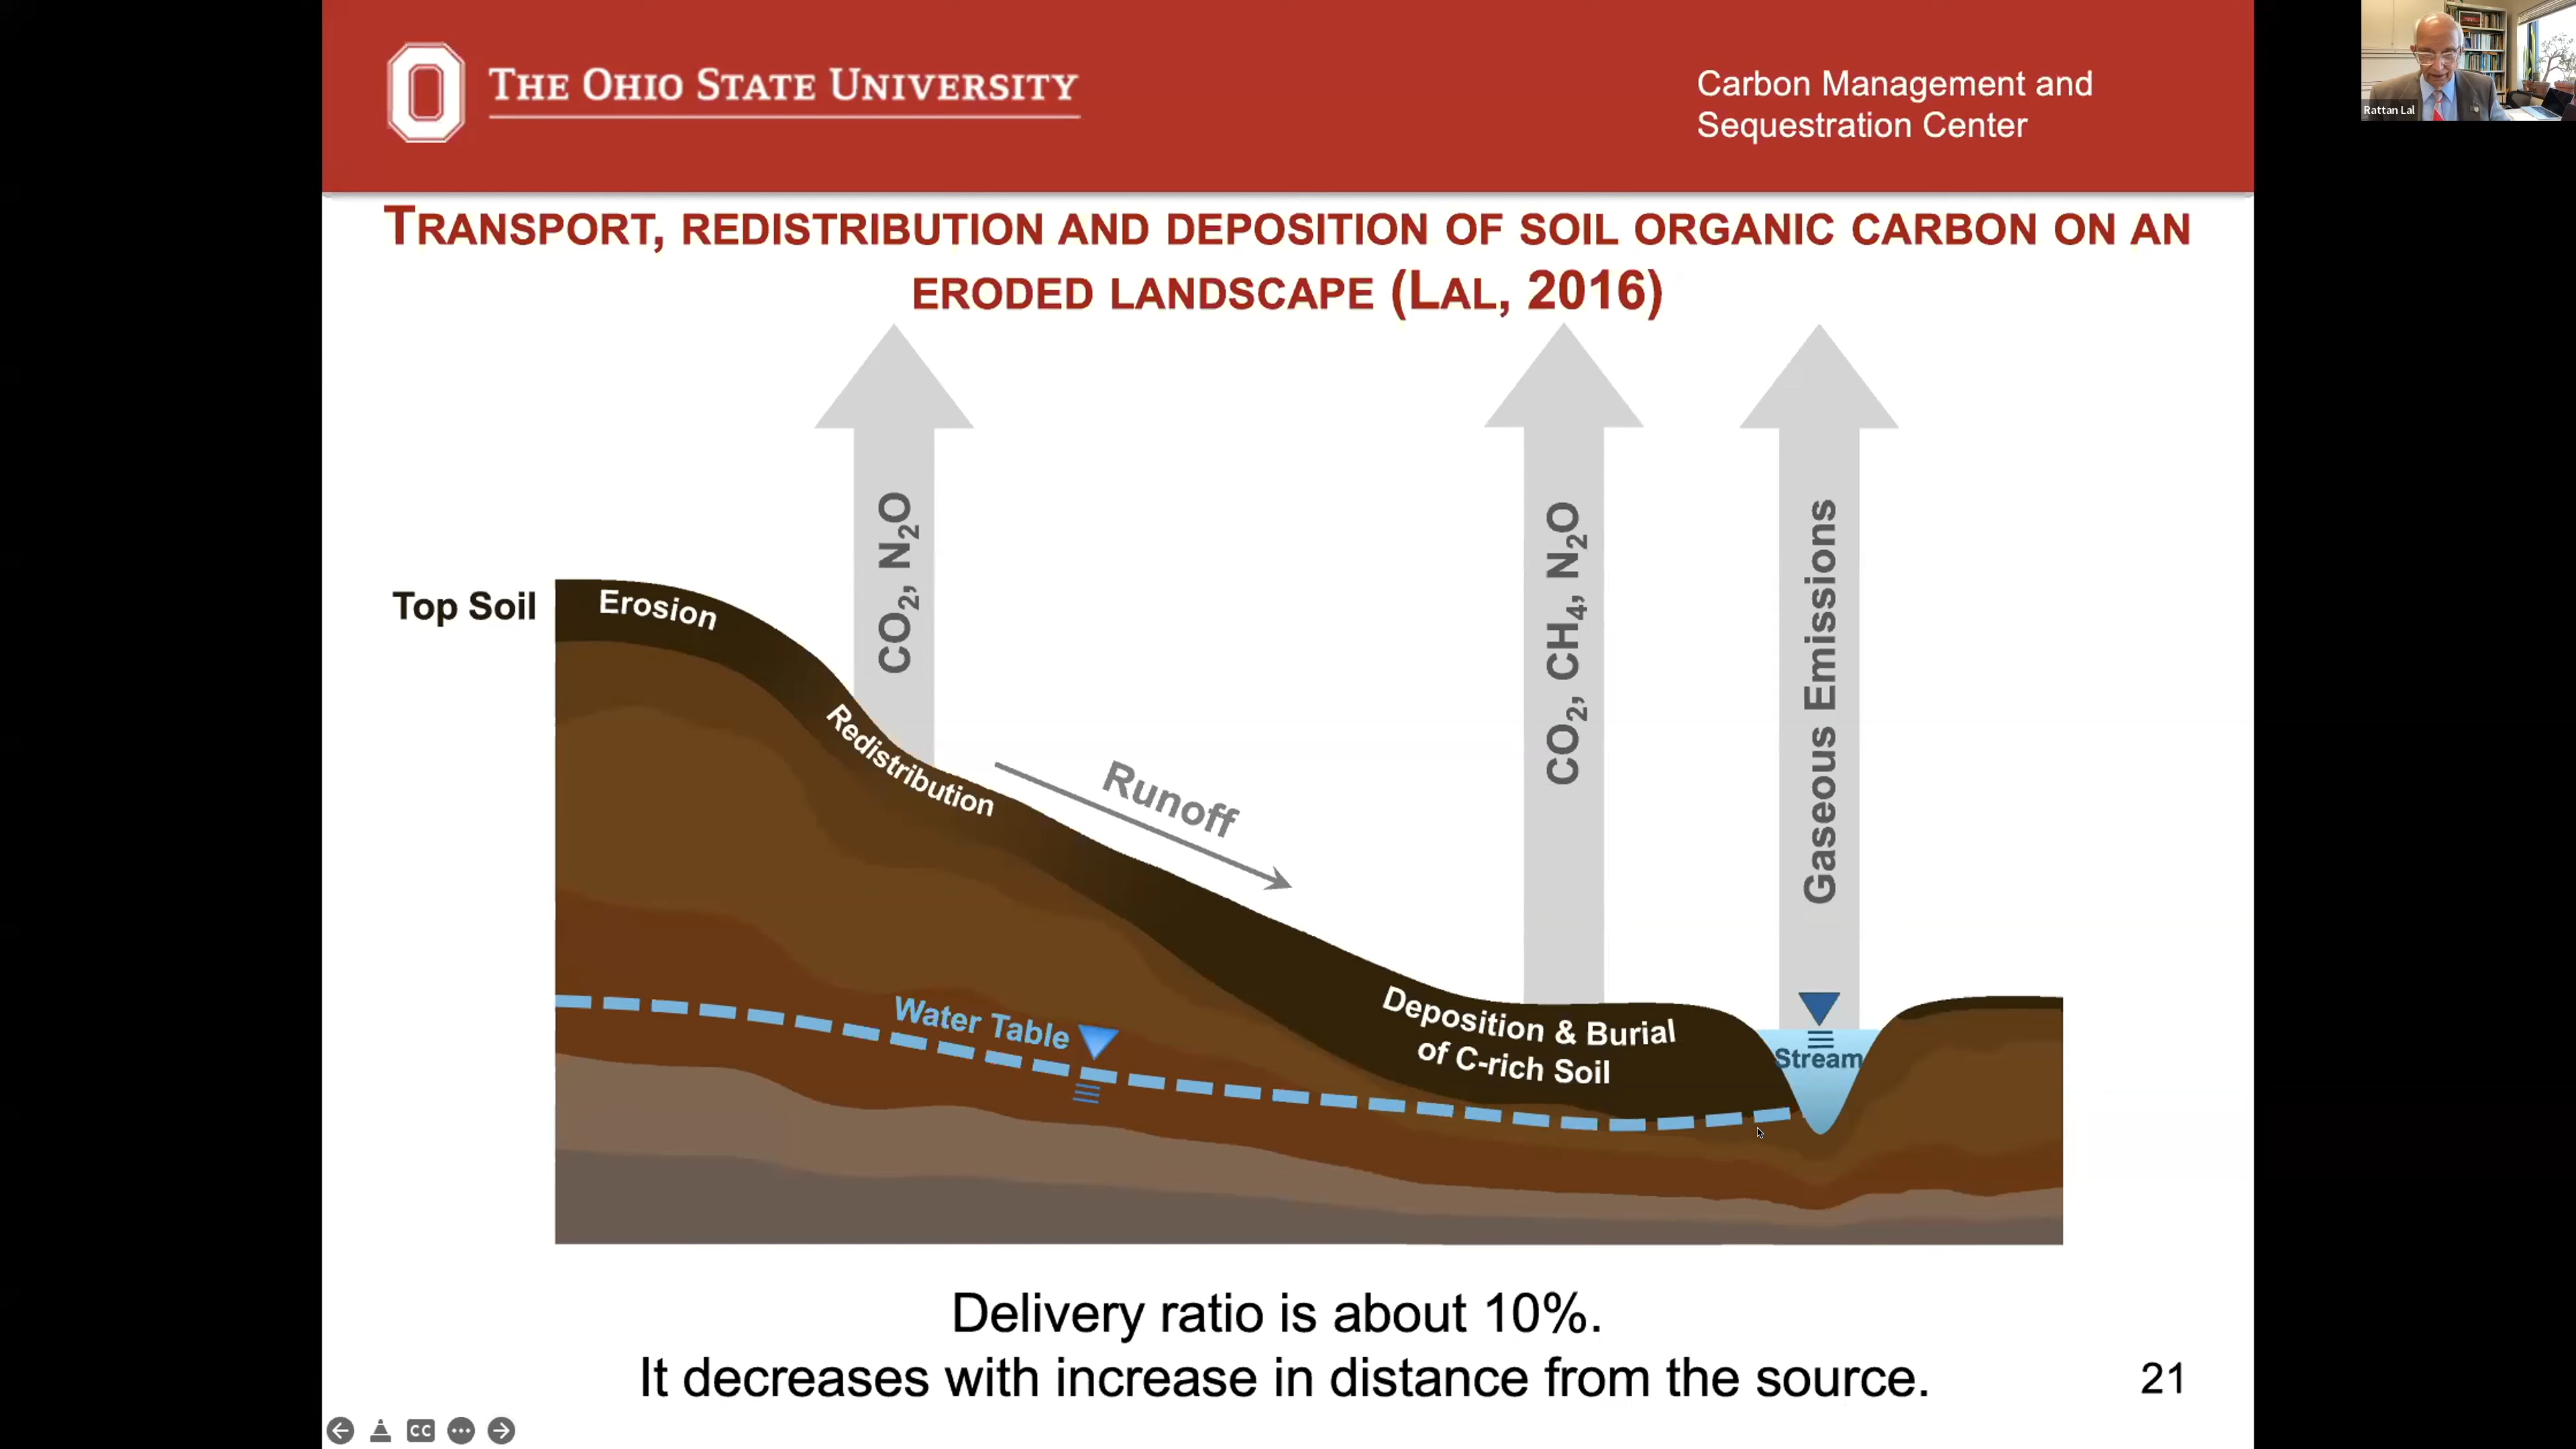 THE OHIO STATE UNIVERSITY
Carbon Management and
Sequestration Center
Rattan Lal
TRANSPORT, REDISTRIBUTION AND DEPOSITION OF SOIL ORGANIC CARBON ON AN
ERODED LANDSCAPE (LAL, 2016)
CO₂, N₂O
CO₂, CH₄, N₂O
Gaseous Emissions
Top Soil
Erosion
Redistribution
Runoff
Water Table
Deposition & Burial
of C-rich Soil
Stream
Delivery ratio is about 10%.
It decreases with increase in distance from the source.
21
CC